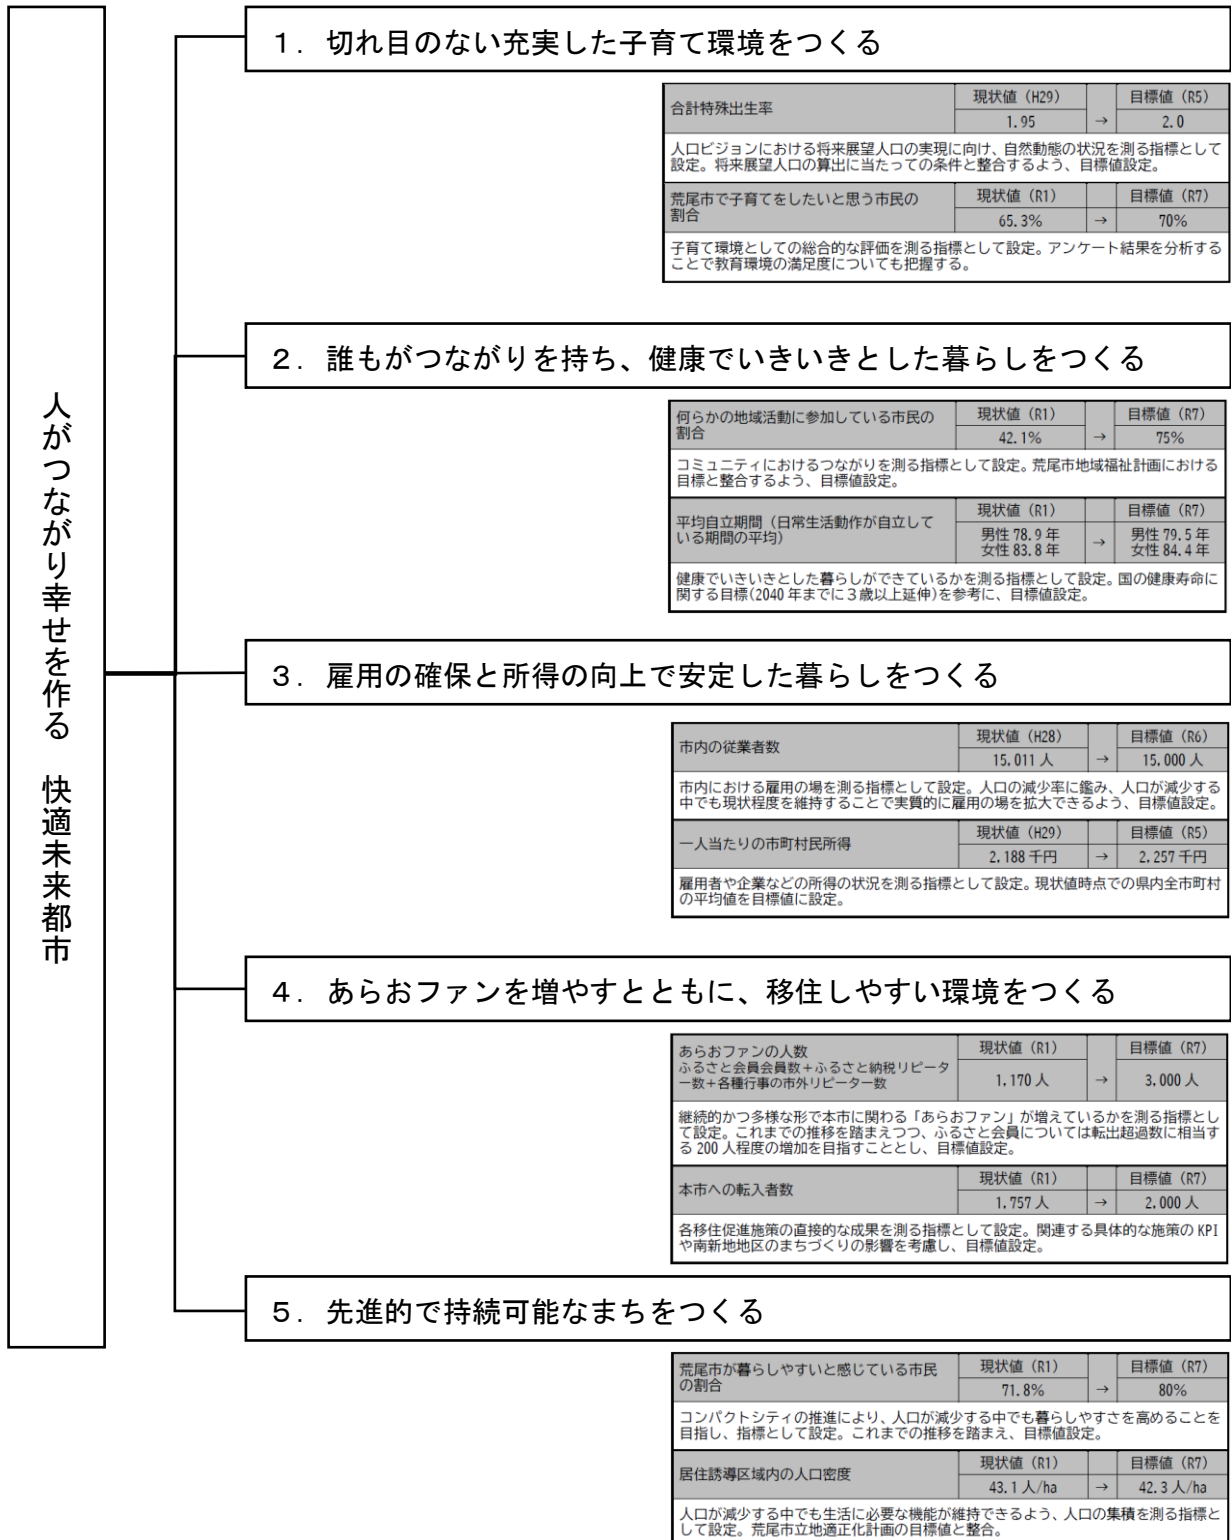 人がつながり幸せを作る　快適未来都市
１．切れ目のない充実した子育て環境をつくる
合計特殊出生率
現状値（H29）
目標値（R5）
1.95
→
2.0
人口ビジョンにおける将来展望人口の実現に向け、自然動態の状況を測る指標として
設定。将来展望人口の算出に当たっての条件と整合するよう、目標値設定。
荒尾市で子育てをしたいと思う市民の
割合
現状値（R1）
目標値（R7）
65.3%
→
70%
子育て環境としての総合的な評価を測る指標として設定。アンケート結果を分析する
ことで教育環境の満足度についても把握する。
２．誰もがつながりを持ち、健康でいきいきとした暮らしをつくる
何らかの地域活動に参加している市民の
割合
現状値（R1）
目標値（R7）
42.1%
→
75%
コミュニティにおけるつながりを測る指標として設定。荒尾市地域福祉計画における
目標と整合するよう、目標値設定。
平均自立期間（日常生活動作が自立して
いる期間の平均）
現状値（R1）
目標値（R7）
男性 78.9 年
女性 83.8 年
→
男性 79.5 年
女性 84.4 年
健康でいきいきとした暮らしができているかを測る指標として設定。国の健康寿命に
関する目標(2040 年までに３歳以上延伸)を参考に、目標値設定。
３．雇用の確保と所得の向上で安定した暮らしをつくる
市内の従業者数
現状値（H28）
目標値（R6）
15,011 人
→
15,000 人
市内における雇用の場を測る指標として設定。人口の減少率に鑑み、人口が減少する
中でも現状程度を維持することで実質的に雇用の場を拡大できるよう、目標値設定。
一人当たりの市町村民所得
現状値（H29）
目標値（R5）
2,188 千円
→
2,257 千円
雇用者や企業などの所得の状況を測る指標として設定。現状値時点での県内全市町村
の平均値を目標値に設定。
４．あらおファンを増やすとともに、移住しやすい環境をつくる
あらおファンの人数
ふるさと会員会員数＋ふるさと納税リピータ
ー数＋各種行事の市外リピーター数
現状値（R1）
目標値（R7）
1,170 人
→
3,000 人
継続的かつ多様な形で本市に関わる「あらおファン」が増えているかを測る指標とし
て設定。これまでの推移を踏まえつつ、ふるさと会員については転出超過数に相当す
る 200 人程度の増加を目指すこととし、目標値設定。
本市への転入者数
現状値（R1）
目標値（R7）
1,757 人
→
2,000 人
各移住促進施策の直接的な成果を測る指標として設定。関連する具体的な施策の KPI
や南新地地区のまちづくりの影響を考慮し、目標値設定。
５．先進的で持続可能なまちをつくる
荒尾市が暮らしやすいと感じている市民
の割合
現状値（R1）
目標値（R7）
71.8%
→
80%
コンパクトシティの推進により、人口が減少する中でも暮らしやすさを高めることを
目指し、指標として設定。これまでの推移を踏まえ、目標値設定。
居住誘導区域内の人口密度
現状値（R1）
目標値（R7）
43.1 人/ha
→
42.3 人/ha
人口が減少する中でも生活に必要な機能が維持できるよう、人口の集積を測る指標と
して設定。荒尾市立地適正化計画の目標値と整合。